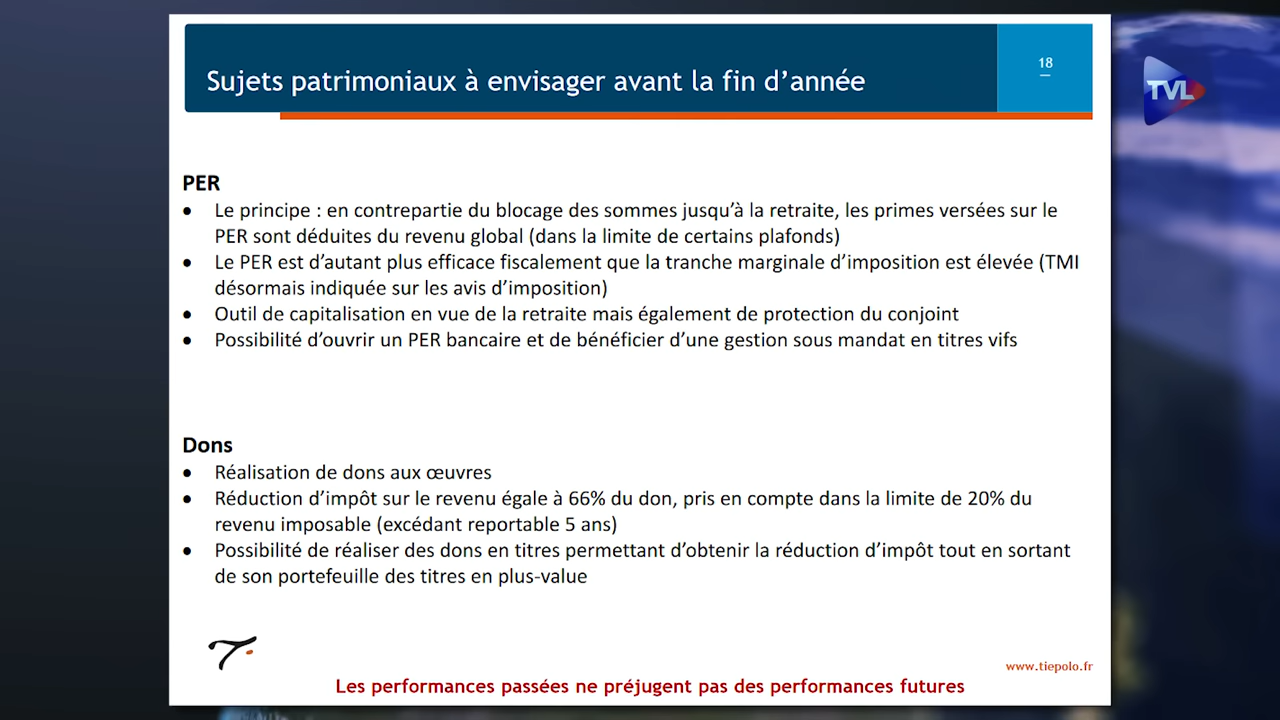 Sujets patrimoniaux à envisager avant la fin d’année
18
TVL
PER
• Le principe : en contrepartie du blocage des sommes jusqu’à la retraite, les primes versées sur le
PER sont déduites du revenu global (dans la limite de certains plafonds)
• Le PER est d’autant plus efficace fiscalement que la tranche marginale d’imposition est élevée (TMI
désormais indiquée sur les avis d’imposition)
• Outil de capitalisation en vue de la retraite mais également de protection du conjoint
• Possibilité d’ouvrir un PER bancaire et de bénéficier d’une gestion sous mandat en titres vifs
Dons
• Réalisation de dons aux œuvres
• Réduction d’impôt sur le revenu égale à 66% du don, pris en compte dans la limite de 20% du
revenu imposable (excédant reportable 5 ans)
• Possibilité de réaliser des dons en titres permettant d’obtenir la réduction d’impôt tout en sortant
de son portefeuille des titres en plus-value
www.tiepolo.fr
Les performances passées ne préjugent pas des performances futures